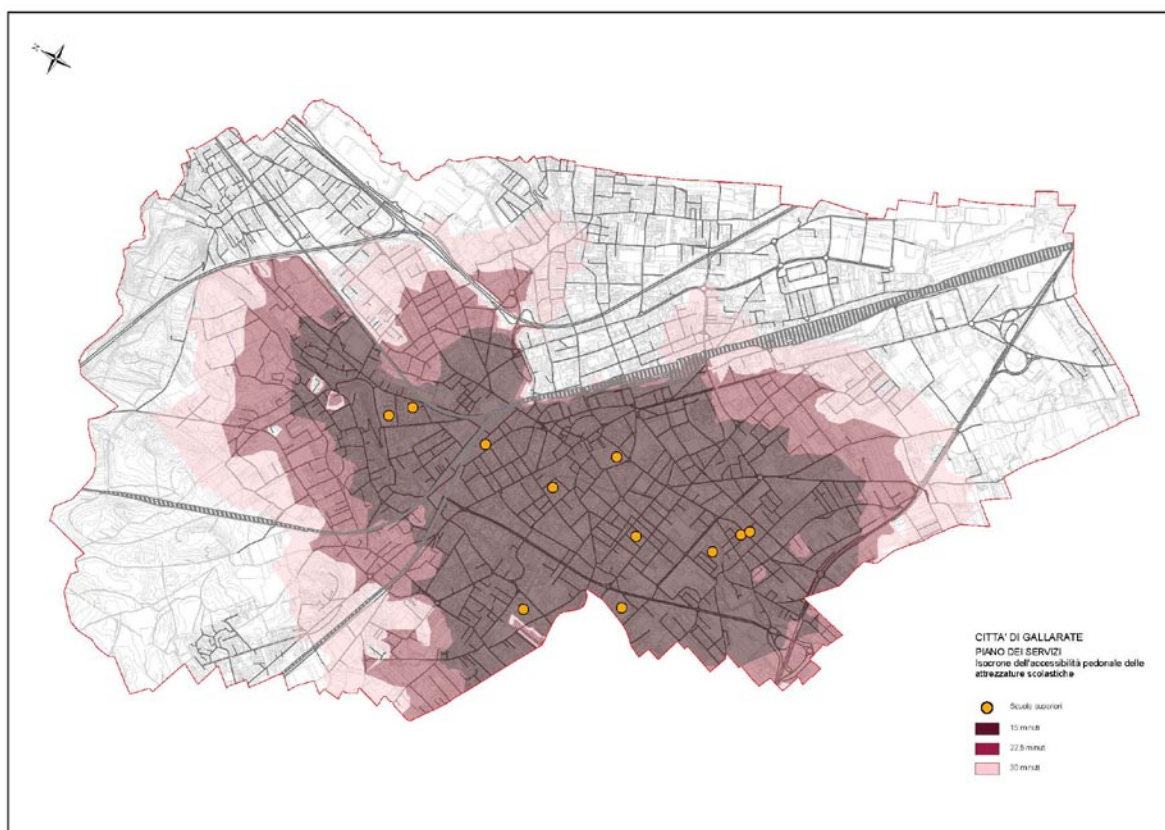 N
CITTA' DI GALLARATE
PIANO DEI SERVIZI
Isocrone dell'accessibilità pedonale delle
attrezzature scolastiche
Scuole superiori
15 minuti
22,5 minuti
30 minuti